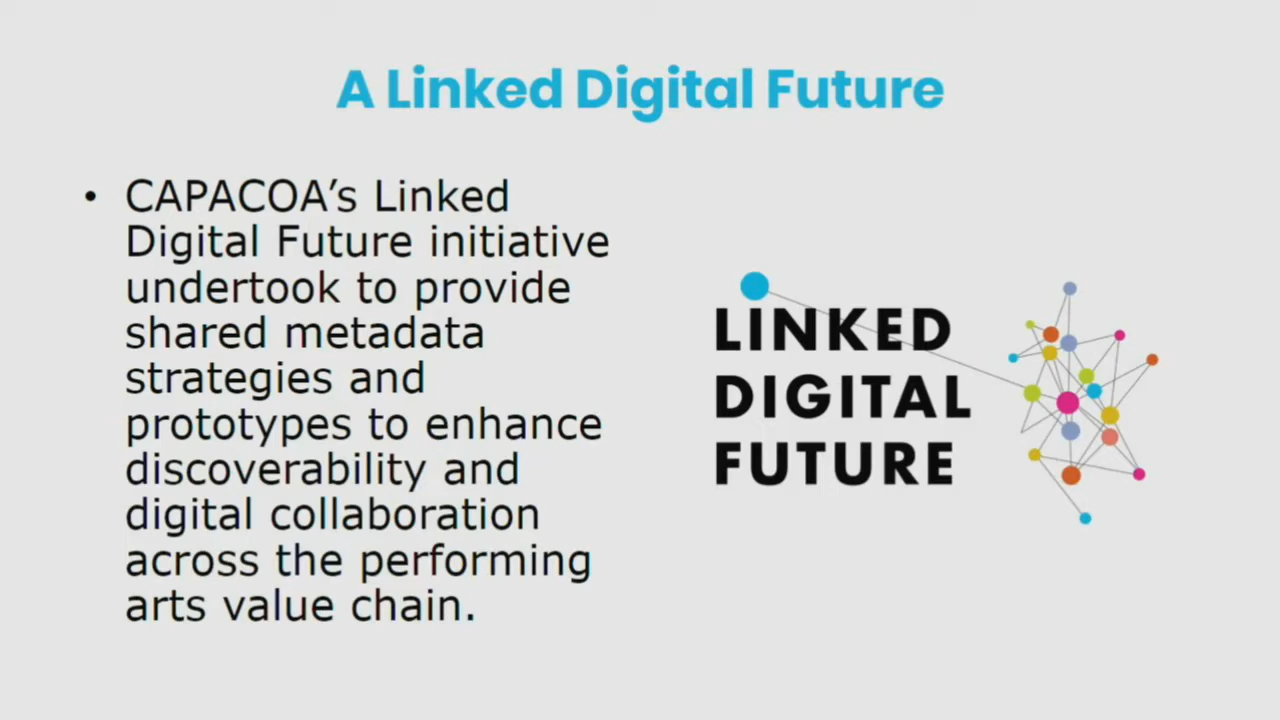 A Linked Digital Future
• CAPACOA’s Linked
Digital Future initiative
undertook to provide
shared metadata
strategies and
prototypes to enhance
discoverability and
digital collaboration
across the performing
arts value chain.
LINKED
DIGITAL
FUTURE